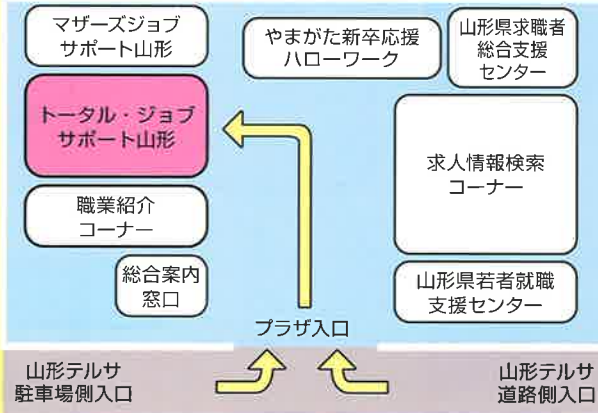 マザーズジョブ
サポート山形
やまがた新卒応援
ハローワーク
山形県求職者
総合支援
センター
トータル・ジョブ
サポート山形
求人情報検索
コーナー
職業紹介
コーナー
総合案内
窓口
山形県若者就職
支援センター
プラザ入口
山形テルサ
駐車場側入口
山形テルサ
道路側入口